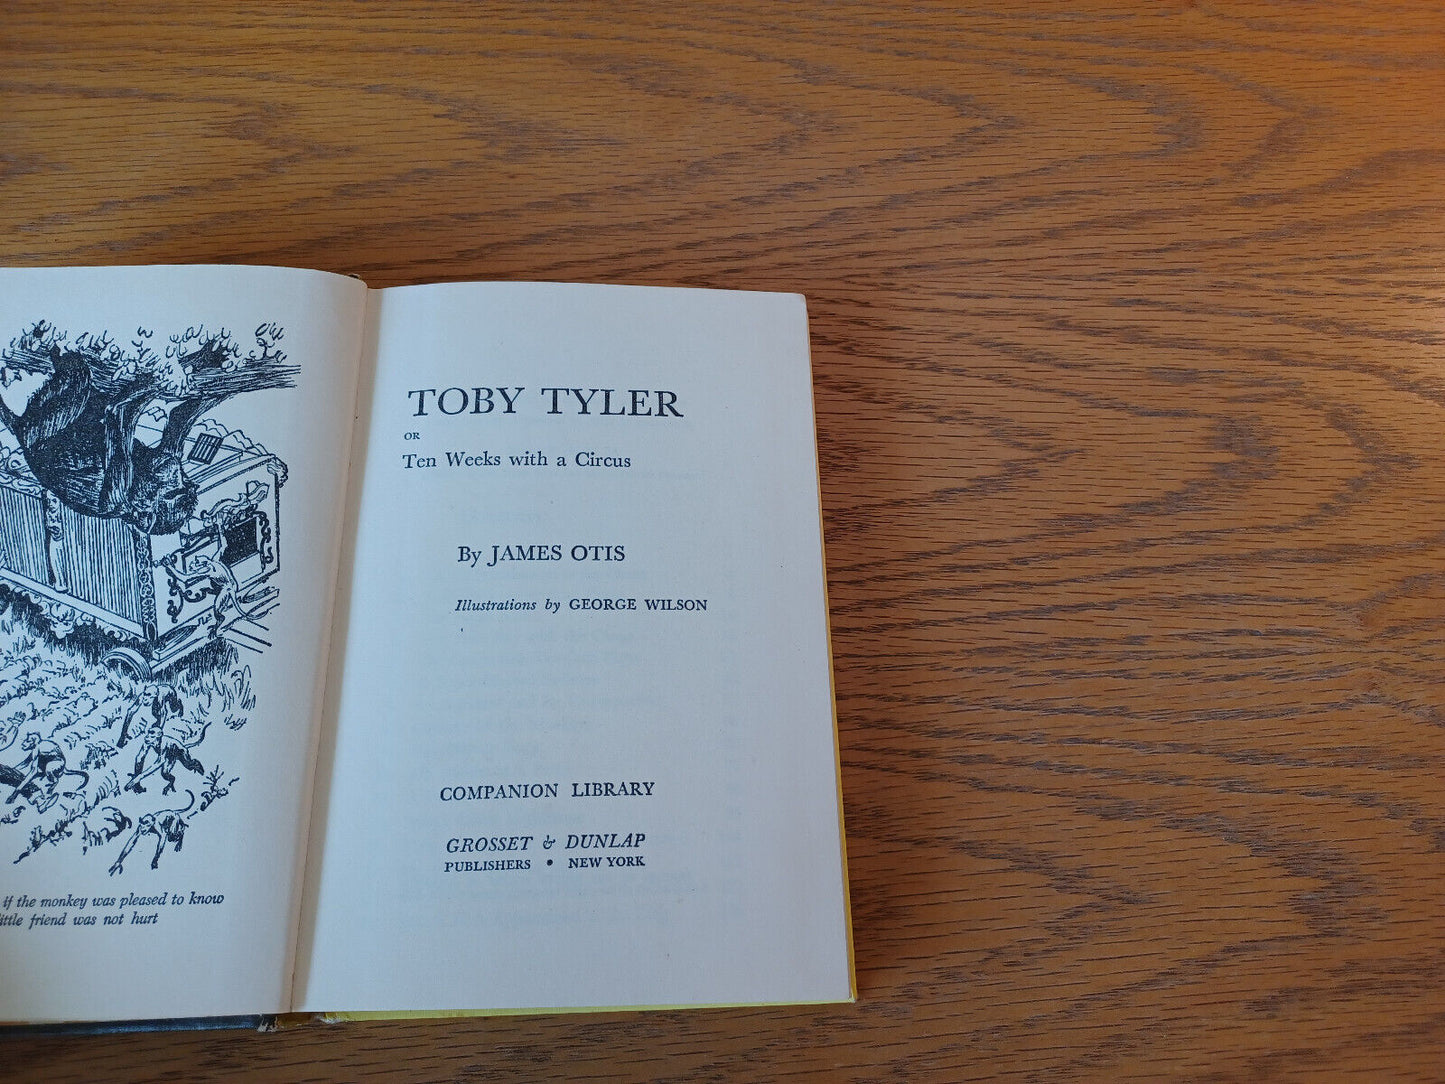 if the monkey was pleased to know
little friend was not hurt
TOBY TYLER
OR
Ten Weeks with a Circus
By JAMES OTIS
Illustrations by GEORGE WILSON
COMPANION LIBRARY
GROSSET & DUNLAP
PUBLISHERS • NEW YORK